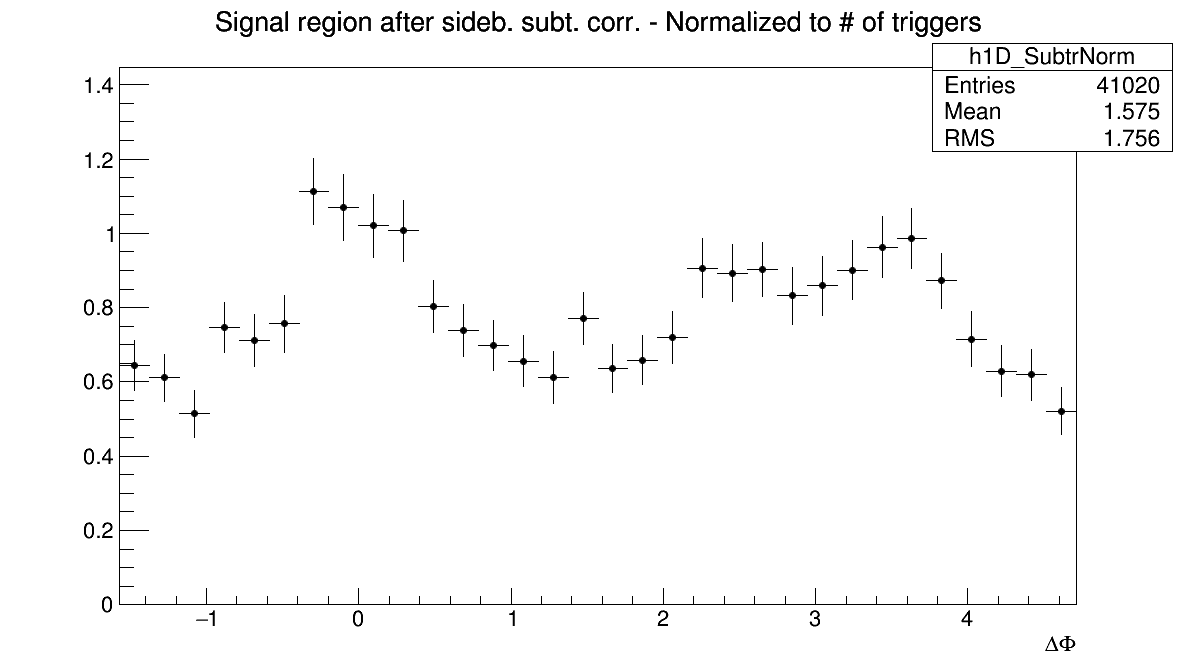 Signal region after sideb. subt. corr. - Normalized to # of triggers
h1D_SubtrNorm
Entries 41020
Mean 1.575
RMS 1.756
1.4
1.2
1
0.8
0.6
0.4
0.2
0
−1 0 1 2 3 4
ΔΦ